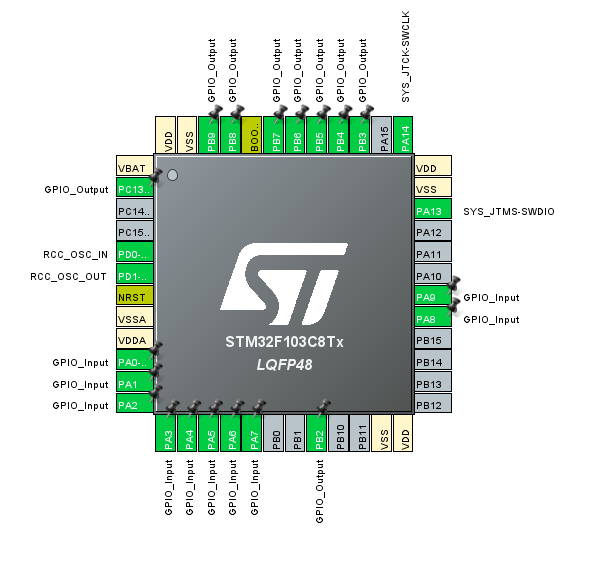 GPIO_Output
GPIO_Output
GPIO_Output
GPIO_Output
GPIO_Output
GPIO_Output
GPIO_Output
SYS_JTCK-SWCLK
VDD
VSS
PB9
PB8
BOO..
PB7
PB6
PB5
PB4
PB3
PA15
PA14
VBAT
GPIO_Output PC13..
PC14..
PC15..
RCC_OSC_IN PD0-..
RCC_OSC_OUT PD1-..
NRST
VSSA
VDDA
GPIO_Input PA0-..
GPIO_Input PA1
GPIO_Input PA2
VDD
VSS
PA13 SYS_JTMS-SWDIO
PA12
PA11
PA10
PA9 GPIO_Input
PA8 GPIO_Input
PB15
PB14
PB13
PB12
ST
STM32F103C8Tx
LQFP48
PA3
PA4
PA5
PA6
PA7
PB0
PB1
PB2
PB10
PB11
VSS
VDD
GPIO_Input
GPIO_Input
GPIO_Input
GPIO_Input
GPIO_Input
GPIO_Output